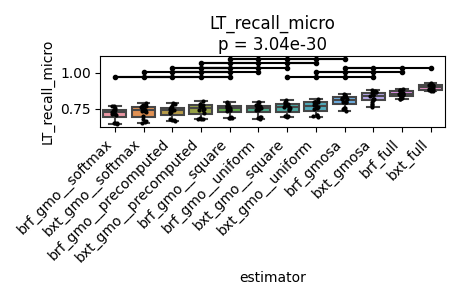 LT_recall_micro
p = 3.04e-30
LT_recall_micro
1.00
0.75
brf_gmo__softmax
bxt_gmo__softmax
brf_gmo__precomputed
bxt_gmo__precomputed
brf_gmo__square
brf_gmo__uniform
bxt_gmo__square
bxt_gmo__uniform
brf_gmosa
bxt_gmosa
brf_full
bxt_full
estimator